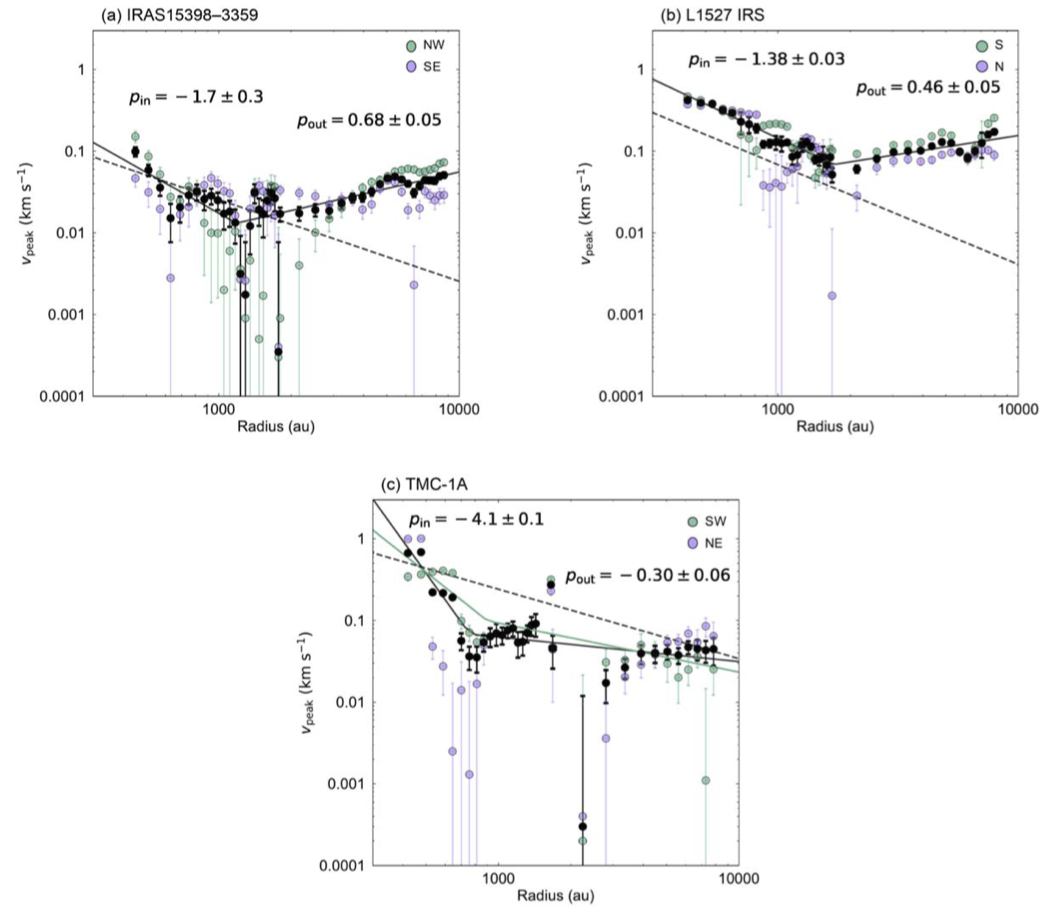 (a) IRAS15398–3359
NW
SE
p_in = − 1.7 ± 0.3
p_out = 0.68 ± 0.05
1
0.1
0.01
0.001
0.0001
v_peak (km s⁻¹)
1000
10000
Radius (au)
(b) L1527 IRS
S
N
p_in = − 1.38 ± 0.03
p_out = 0.46 ± 0.05
1
0.1
0.01
0.001
0.0001
v_peak (km s⁻¹)
1000
10000
Radius (au)
(c) TMC-1A
SW
NE
p_in = − 4.1 ± 0.1
p_out = − 0.30 ± 0.06
1
0.1
0.01
0.001
0.0001
v_peak (km s⁻¹)
1000
10000
Radius (au)